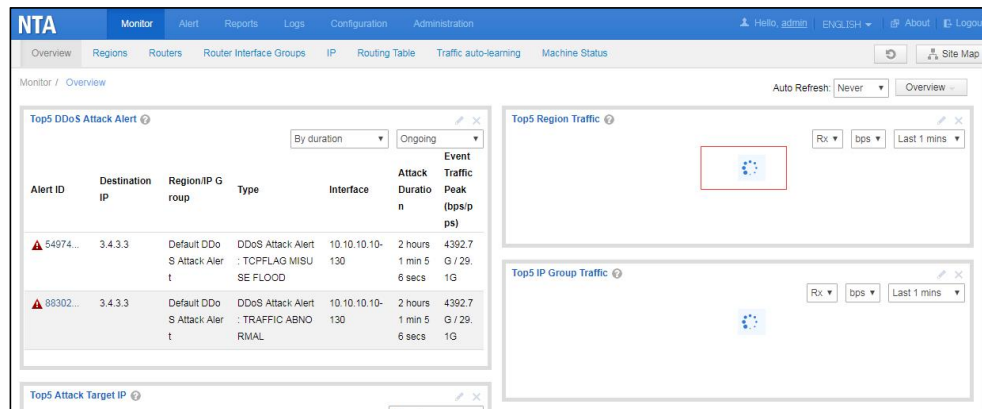 NTA Monitor Alert Reports Logs Configuration Administration Hello, admin ENGLISH About Logou
Overview Regions Routers Router Interface Groups IP Routing Table Traffic auto-learning Machine Status Site Map
Monitor / Overview
Auto Refresh: Never Overview
Top5 DDoS Attack Alert
By duration Ongoing
Alert ID
Destination
IP
Region/IP G
roup
Type
Interface
Attack
Duratio
n
Event
Traffic
Peak
(bps/p
ps)
54974...
3.4.3.3
Default DDo
S Attack Aler
t
DDoS Attack Alert
: TCPFLAG MISU
SE FLOOD
10.10.10.10-
130
2 hours
1 min 5
6 secs
4392.7
G / 29.
1G
88302...
3.4.3.3
Default DDo
S Attack Aler
t
DDoS Attack Alert
: TRAFFIC ABNO
RMAL
10.10.10.10-
130
2 hours
1 min 5
6 secs
4392.7
G / 29.
1G
Top5 Attack Target IP
Top5 Region Traffic
Rx bps Last 1 mins
Top5 IP Group Traffic
Rx bps Last 1 mins